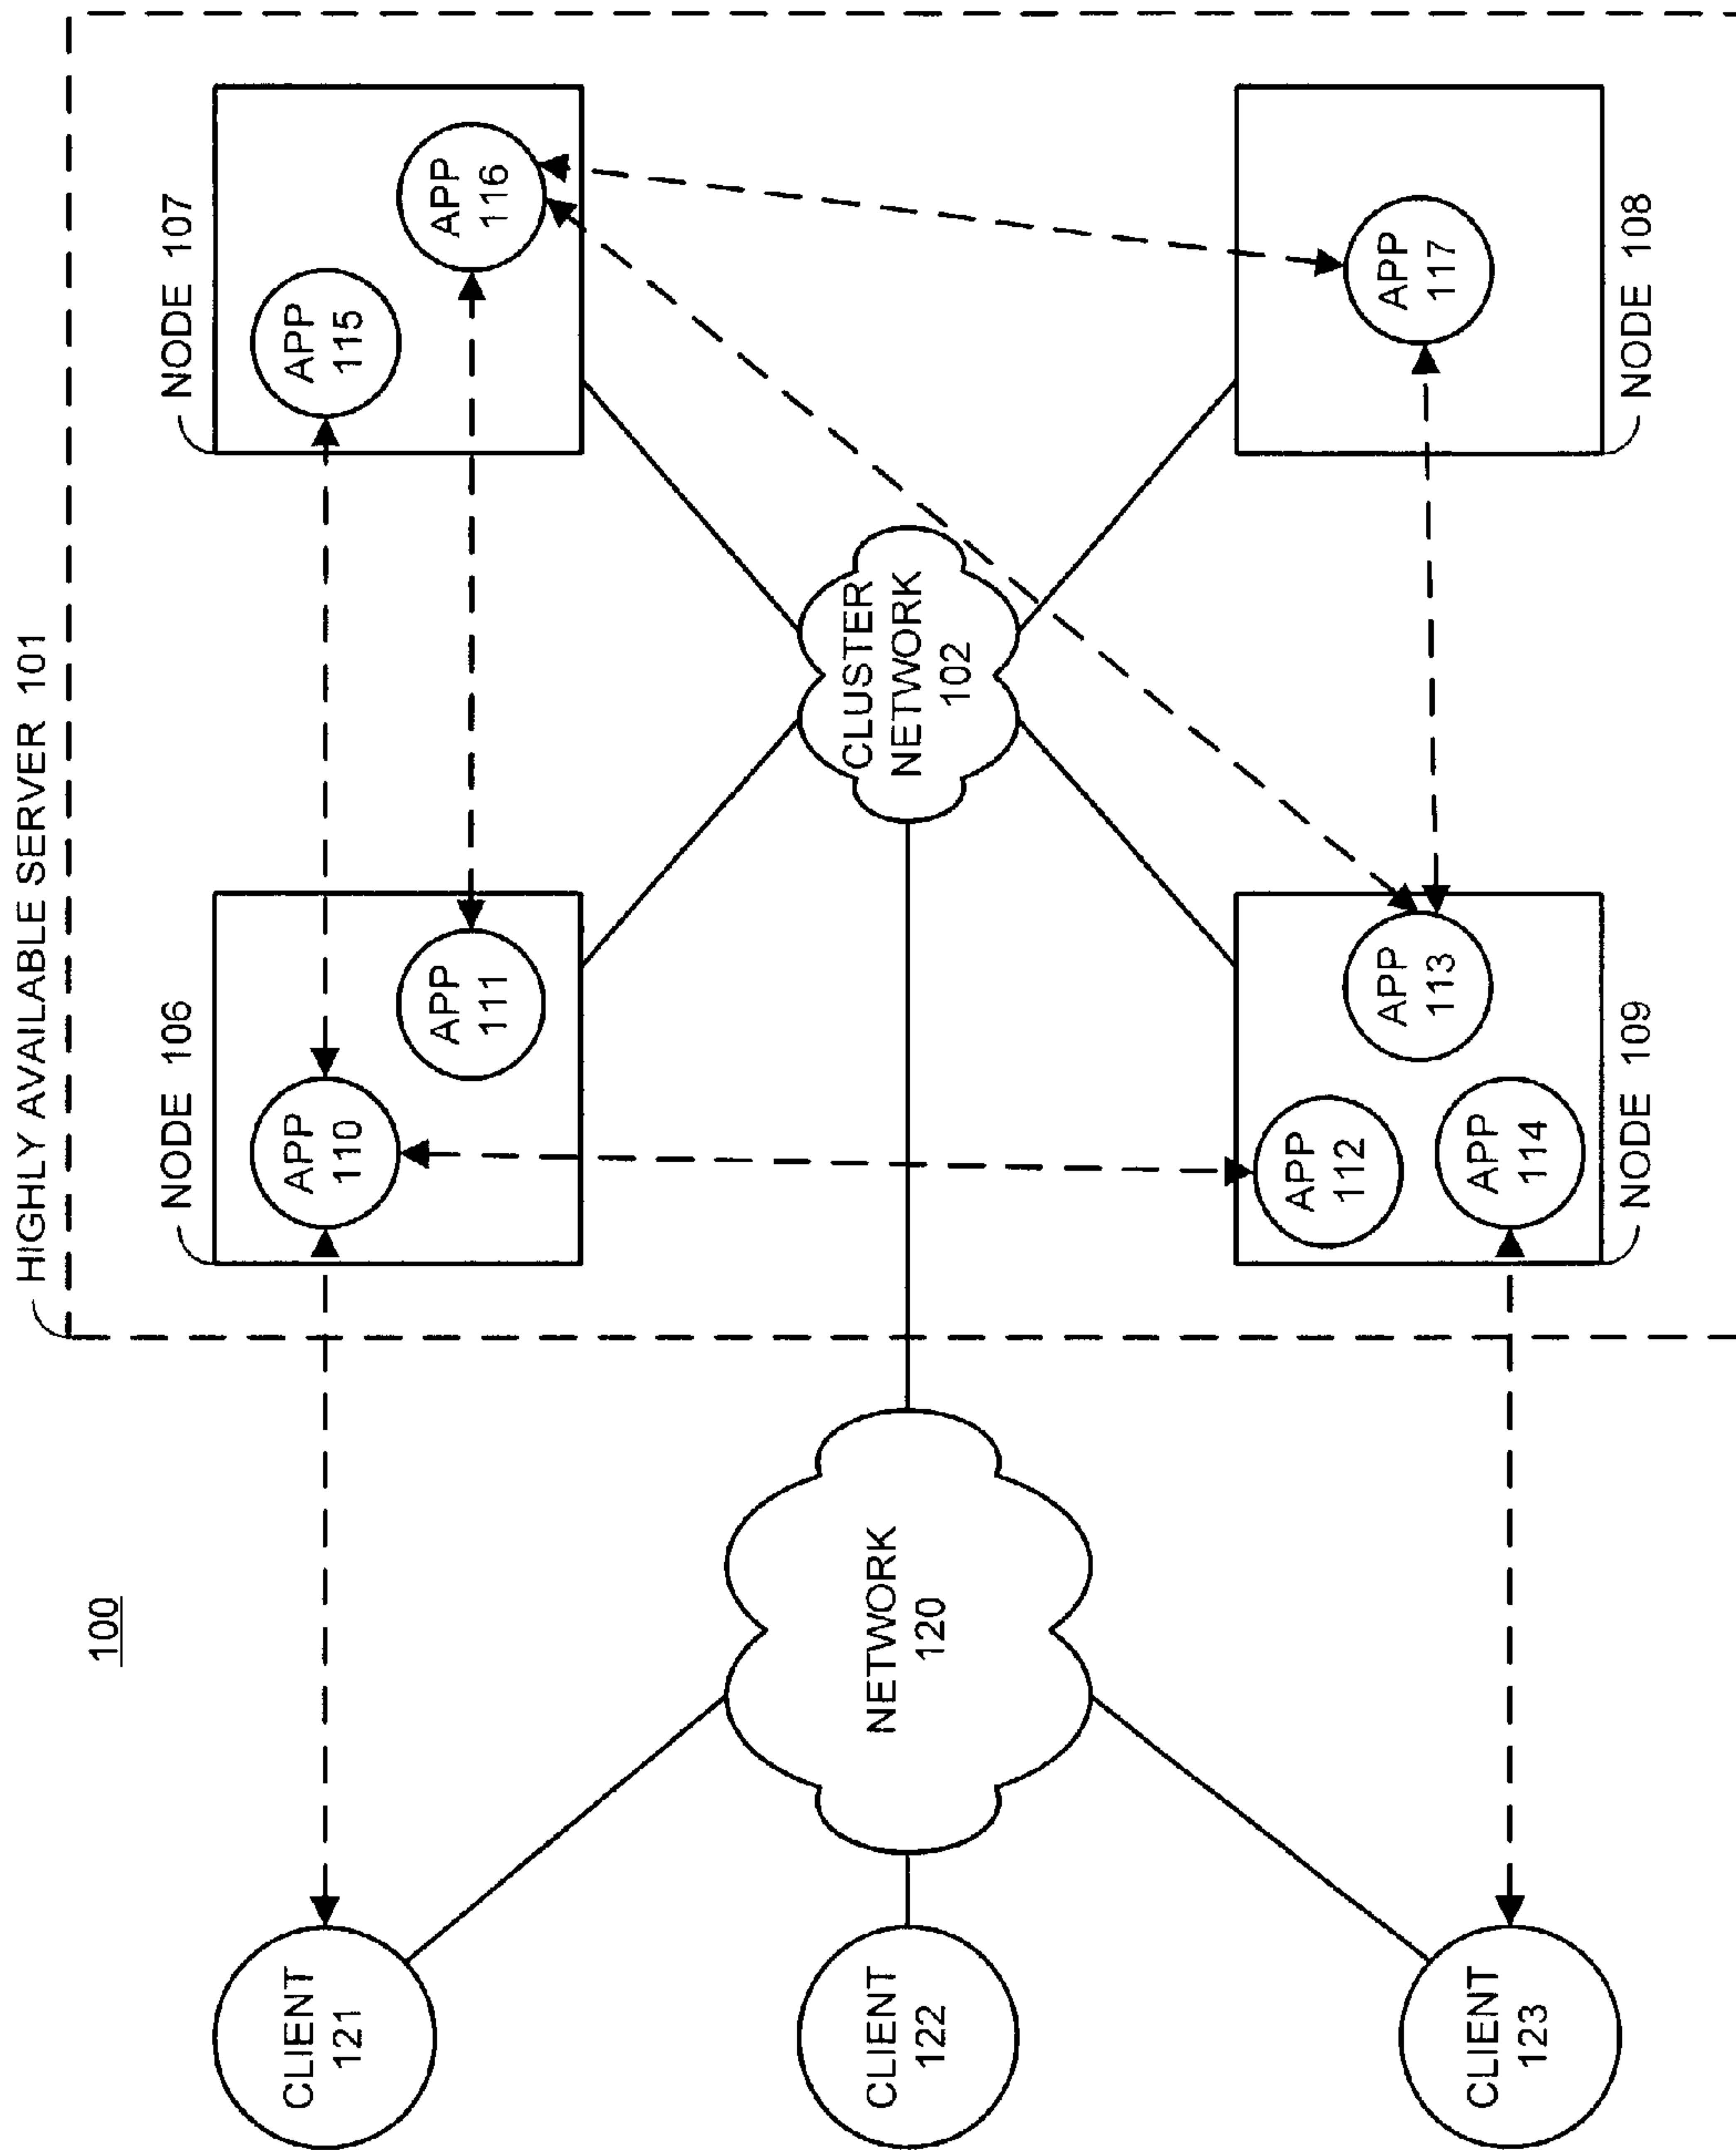 100
HIGHLY AVAILABLE SERVER 101
NODE 106
NODE 107
CLIENT
121
APP
110
APP
111
APP
115
APP
116
CLIENT
122
NETWORK
120
CLUSTER
NETWORK
102
CLIENT
123
APP
112
APP
113
APP
114
APP
117
NODE 109
NODE 108